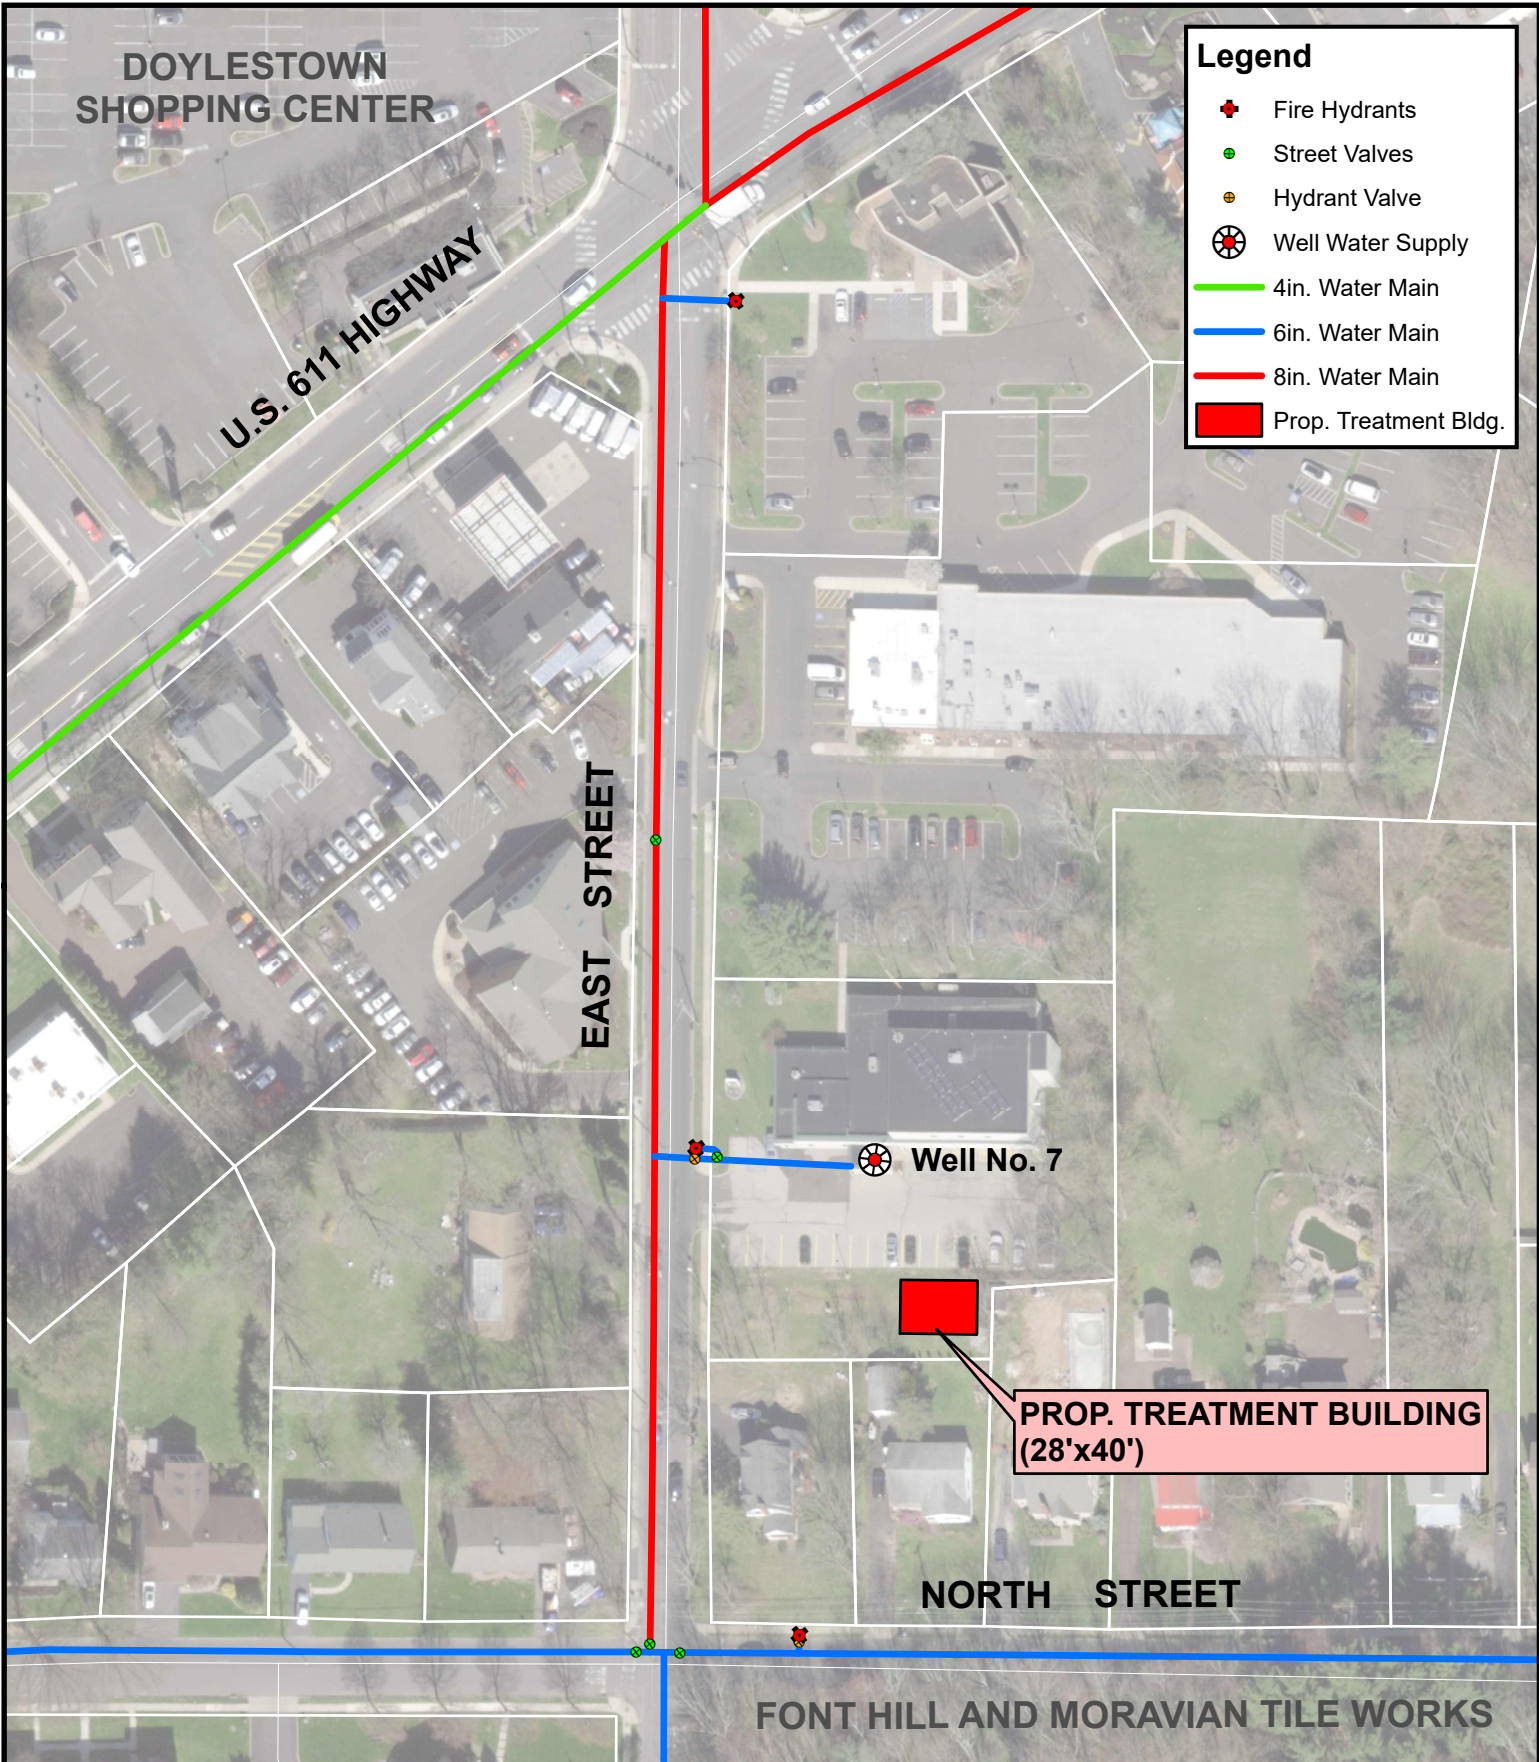 DOYLESTOWN
SHOPPING CENTER
Legend
Fire Hydrants
Street Valves
Hydrant Valve
Well Water Supply
4in. Water Main
6in. Water Main
8in. Water Main
Prop. Treatment Bldg.
U.S. 611 HIGHWAY
EAST STREET
Well No. 7
PROP. TREATMENT BUILDING
(28'x40')
NORTH STREET
FONT HILL AND MORAVIAN TILE WORKS